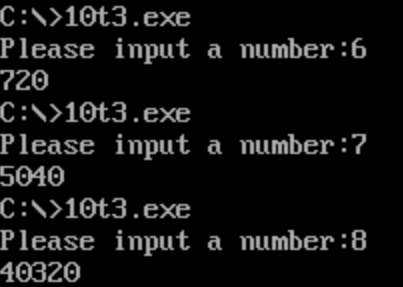 C:\>10t3.exe
Please input a number:6
720
C:\>10t3.exe
Please input a number:7
5040
C:\>10t3.exe
Please input a number:8
40320